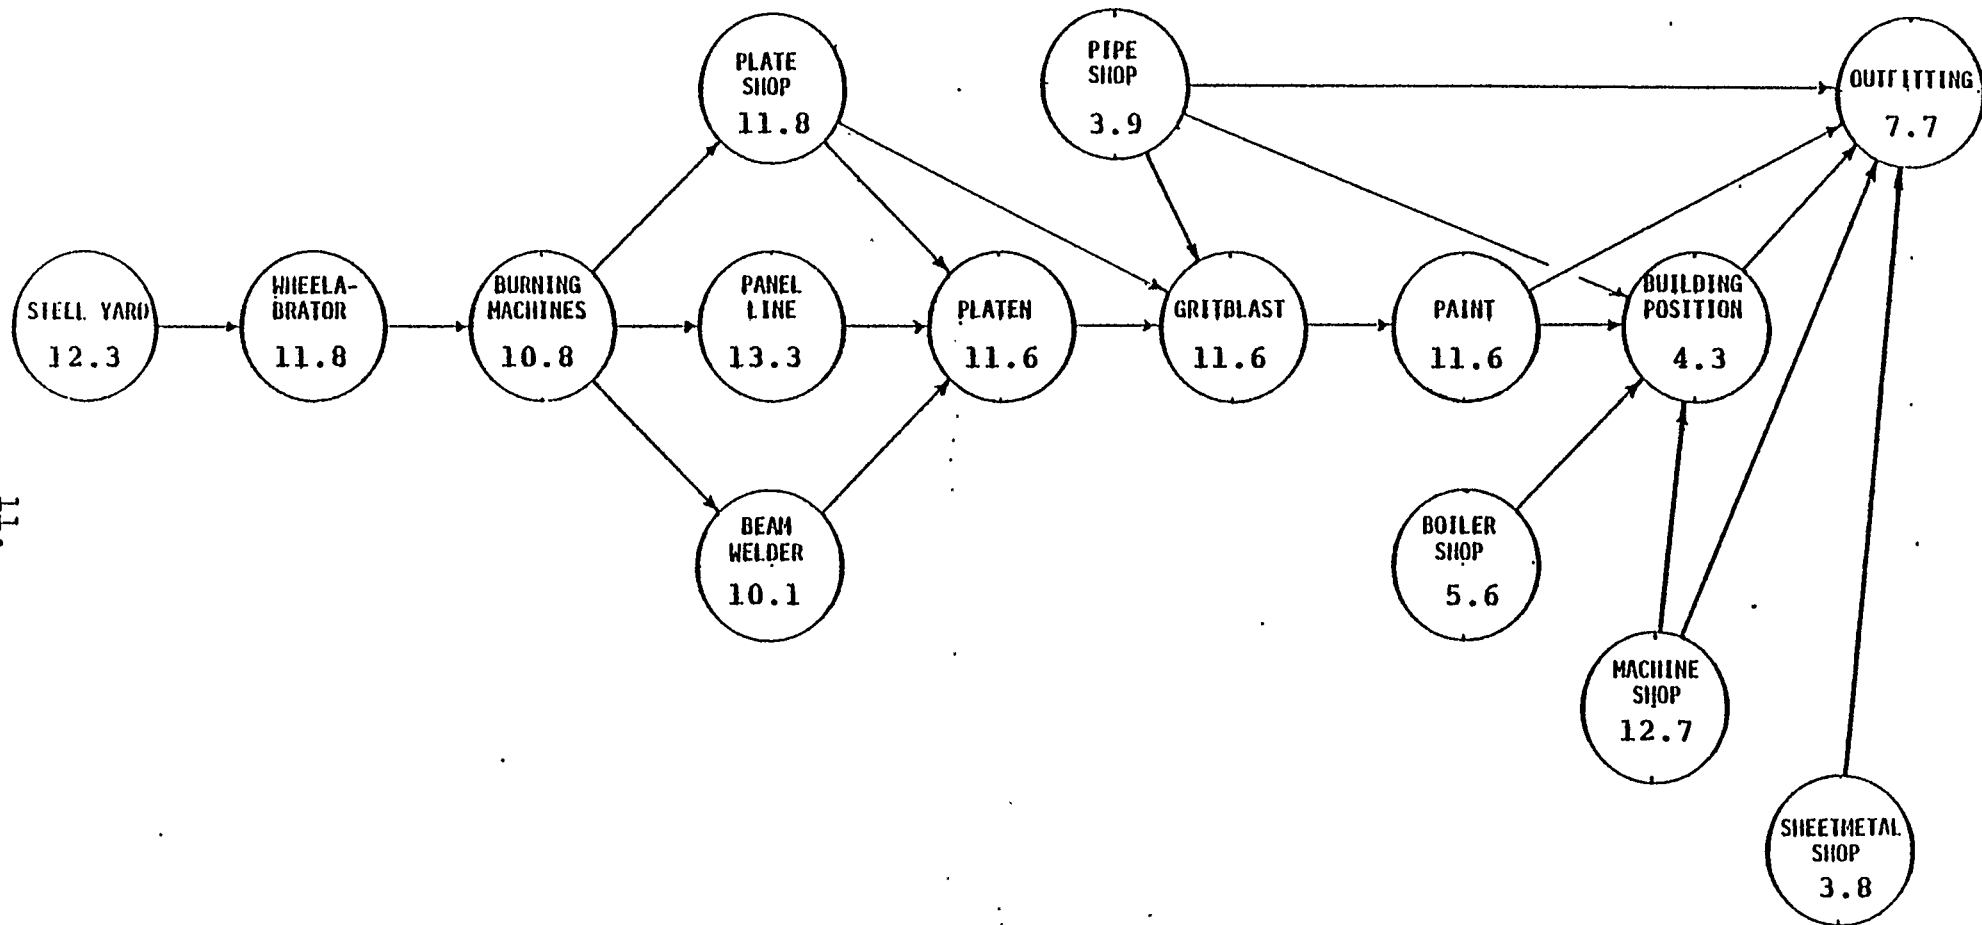 PLATE
SHOP
11.8
PIPE
SHOP
3.9
OUTFITTING
7.7
STELL YARD
12.3
WHEELA-
BRATOR
11.8
BURNING
MACHINES
10.8
PANEL
LINE
13.3
PLATEN
11.6
GRITBLAST
11.6
PAINT
11.6
BUILDING
POSITION
4.3
BEAM
WELDER
10.1
BOILER
SHOP
5.6
MACHINE
SHOP
12.7
SHEETMETAL
SHOP
3.8